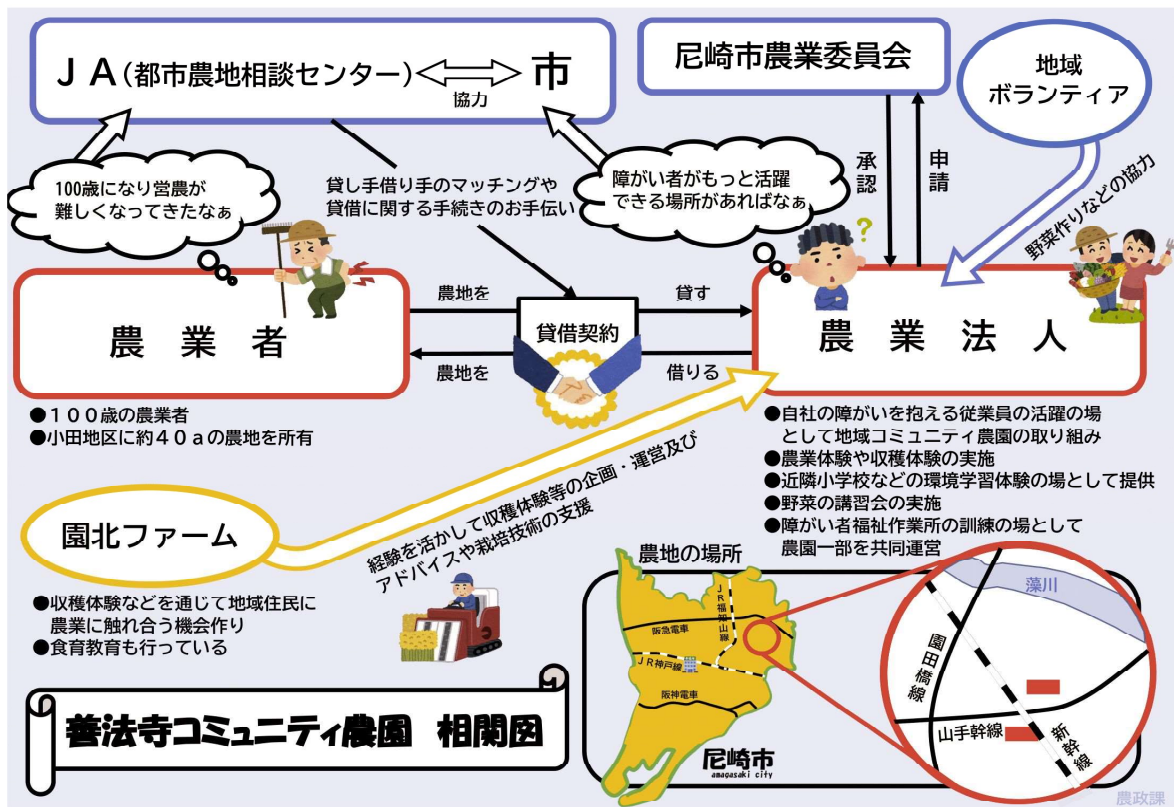 JA(都市農地相談センター) 市
協力
尼崎市農業委員会
地域
ボランティア
100歳になり営農が
難しくなってきたなぁ
貸し手借り手のマッチングや
貸借に関する手続きのお手伝い
障がい者がもっと活躍
できる場所があればなぁ
承認
申請
野菜作りなどの協力
?
農業者
農地を
貸す
貸借契約
農地を
借りる
農業法人
●100歳の農業者
●小田地区に約40aの農地を所有
●自社の障がいを抱える従業員の活躍の場
として地域コミュニティ農園の取り組み
●農業体験や収穫体験の実施
●近隣小学校などの環境学習体験の場として提供
●野菜の講習会の実施
●障がい者福祉作業所の訓練の場として
農園一部を共同運営
園北ファーム
経験を活かして収穫体験等の企画・運営及び
アドバイスや栽培技術の支援
●収穫体験などを通じて地域住民に
農業に触れ合う機会作り
●食育教育も行っている
善法寺コミュニティ農園 相関図
農地の場所
JR福知山線
阪急電車
JR神戸線
阪神電車
尼崎市
amagasaki city
藻川
園田橋線
山手幹線
新幹線
農政課